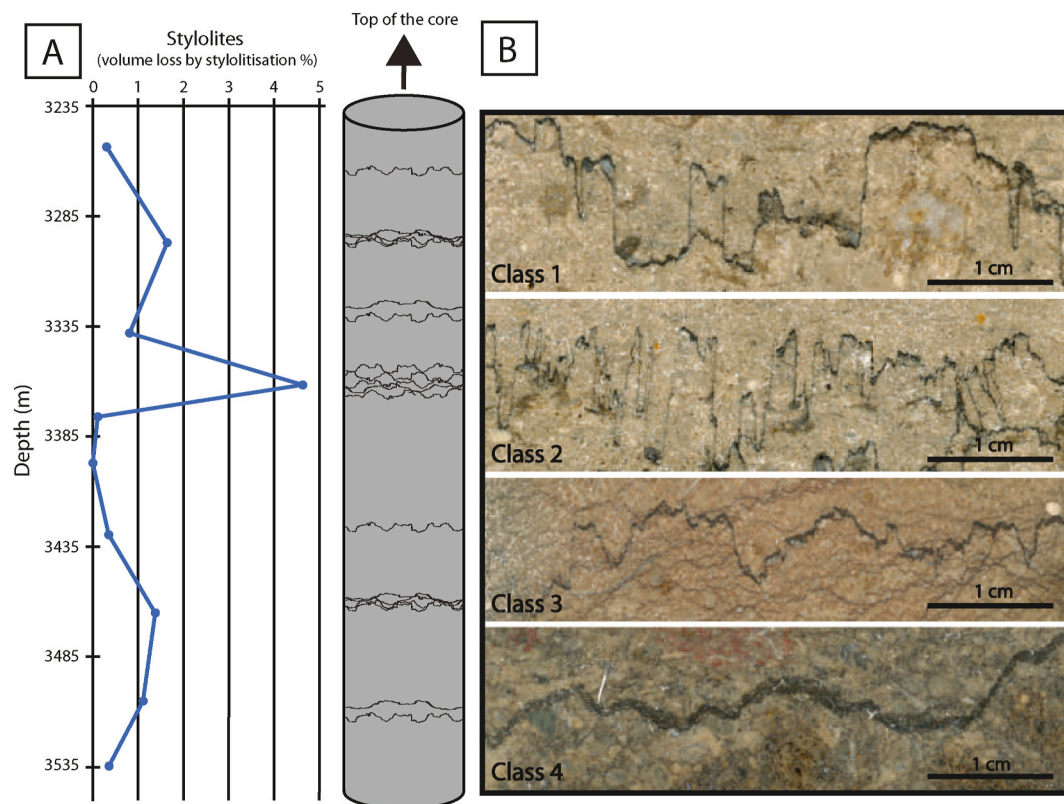 A
Stylolites
(volume loss by stylolitisation %)
0 1 2 3 4 5
Depth (m)
3235
3285
3335
3385
3435
3485
3535
Top of the core
B
Class 1
1 cm
Class 2
1 cm
Class 3
1 cm
Class 4
1 cm